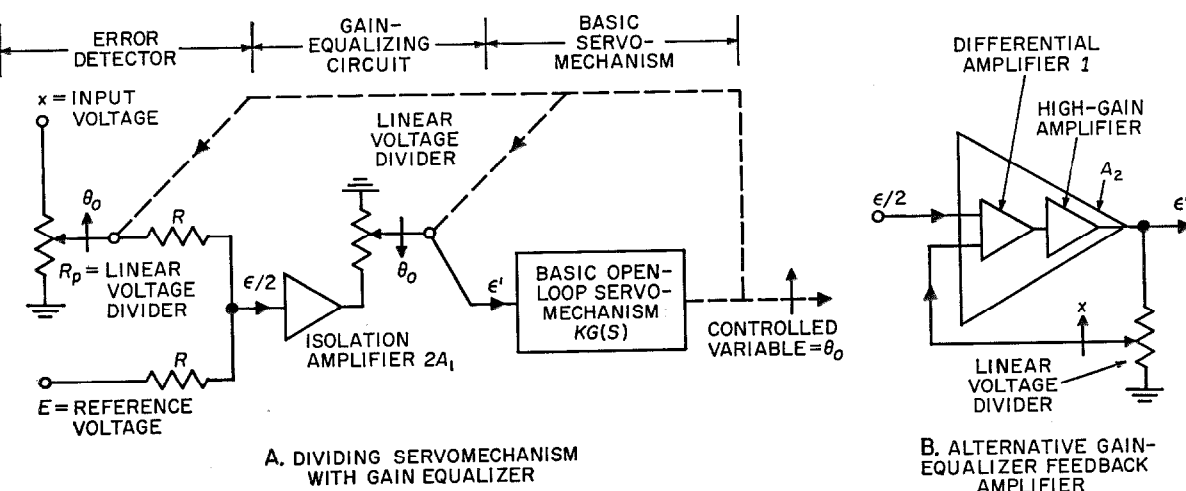 ERROR
DETECTOR
GAIN-
EQUALIZING
CIRCUIT
BASIC
SERVO-
MECHANISM
x = INPUT
VOLTAGE
LINEAR
VOLTAGE
DIVIDER
θo
R
Rp = LINEAR
VOLTAGE
DIVIDER
ϵ/2
ISOLATION
AMPLIFIER 2A1
θo
ϵ'
BASIC OPEN-
LOOP SERVO-
MECHANISM
KG(S)
CONTROLLED
VARIABLE = θo
R
E = REFERENCE
VOLTAGE
A. DIVIDING SERVOMECHANISM
WITH GAIN EQUALIZER
DIFFERENTIAL
AMPLIFIER 1
HIGH-GAIN
AMPLIFIER
A2
ϵ/2
ϵ'
x
LINEAR
VOLTAGE
DIVIDER
B. ALTERNATIVE GAIN-
EQUALIZER FEEDBACK
AMPLIFIER